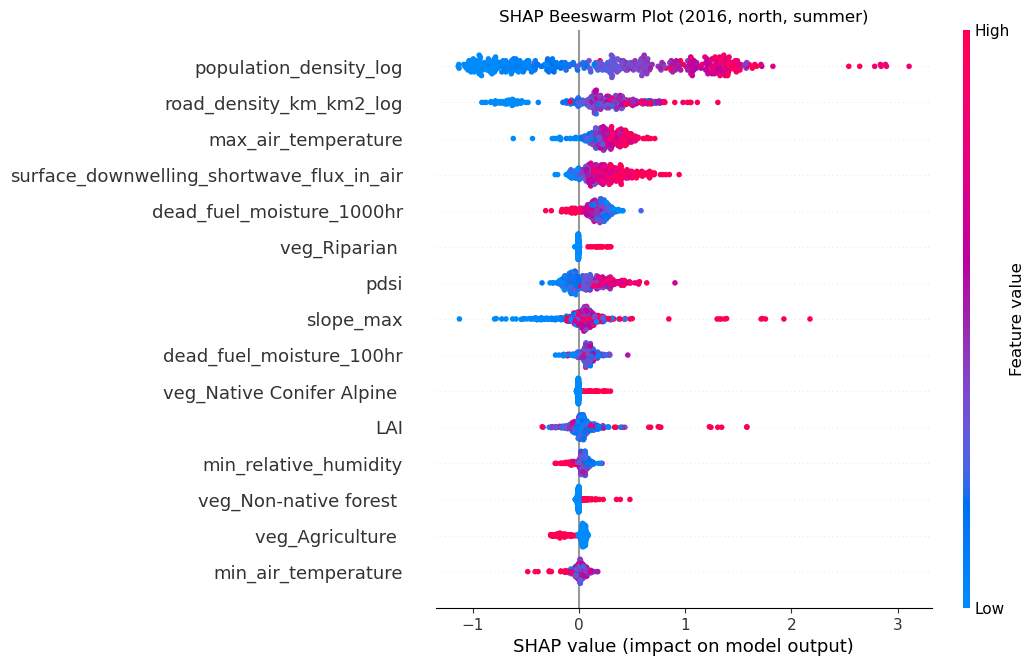 SHAP Beeswarm Plot (2016, north, summer)
High
population_density_log
road_density_km_km2_log
max_air_temperature
surface_downwelling_shortwave_flux_in_air
dead_fuel_moisture_1000hr
veg_Riparian
pdsi
slope_max
dead_fuel_moisture_100hr
veg_Native Conifer Alpine
LAI
min_relative_humidity
veg_Non-native forest
veg_Agriculture
min_air_temperature
Feature value
Low
−1 0 1 2 3
SHAP value (impact on model output)